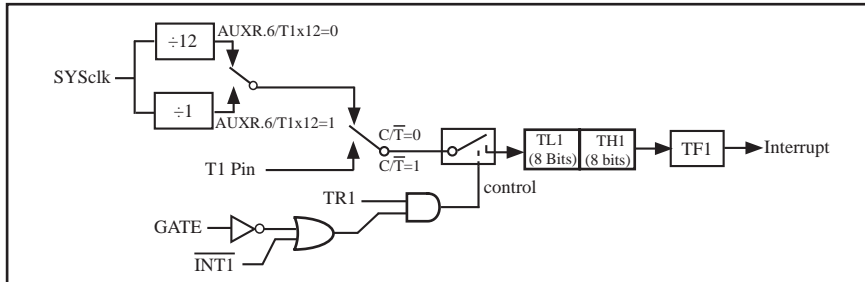 AUXR.6/T1x12=0
÷12
SYSclk
÷1
AUXR.6/T1x12=1
C/T̅=0
C/T̅=1
T1 Pin
TL1
(8 Bits)
TH1
(8 bits)
TF1
Interrupt
control
TR1
GATE
I̅N̅T̅1̅